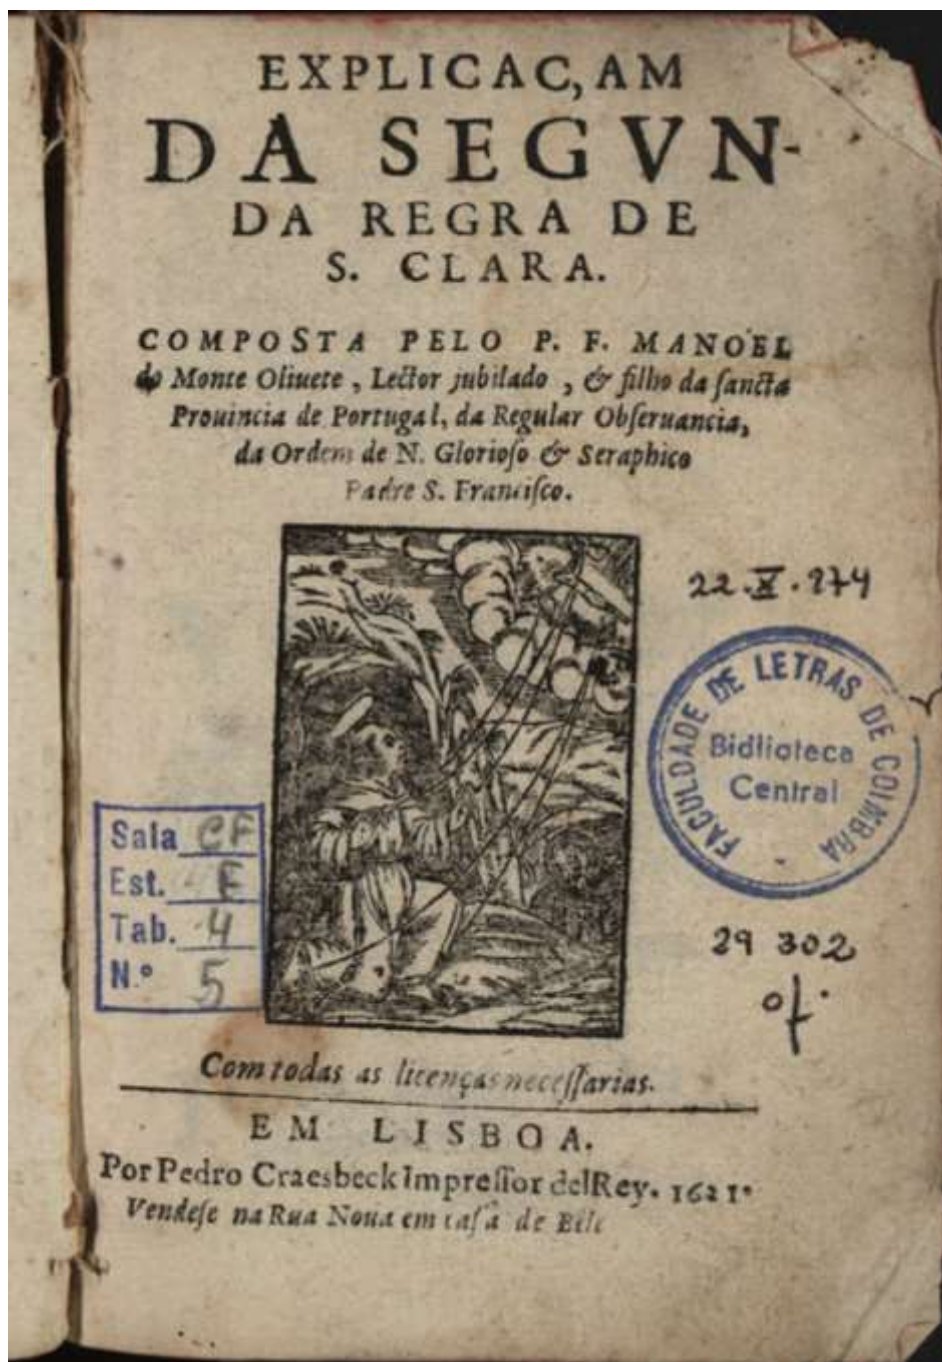 EXPLICAC,AM
DA SEGVN-
DA REGRA DE
S. CLARA.
COMPOSTA PELO P. F. MANOEL
do Monte Oliuete, Lector jubilado, & filho da sancta
Prouincia de Portugal, da Regular Obſeruancia,
da Ordem de N. Glorioſo & Seraphico
Padre S. Franciſco.
22.X.974
FACULDADE DE LETRAS DE COIMBRA
Biblioteca
Central
Sala CF
Est. F
Tab. 4
N.º 5
29 302
of.
Com todas as licenças neceſſarias.
EM LISBOA.
Por Pedro Craesbeck Impreſſor delRey. 1621.
Vendeſe na Rua Noua em caſa de